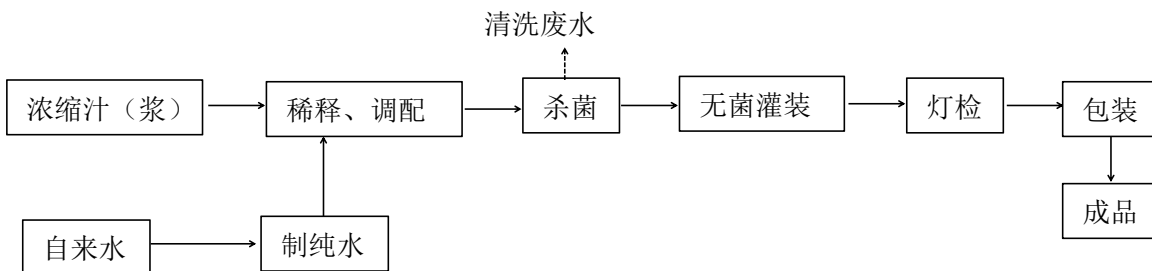 清洗废水
浓缩汁（浆）
稀释、调配
杀菌
无菌灌装
灯检
包装
成品
自来水
制纯水